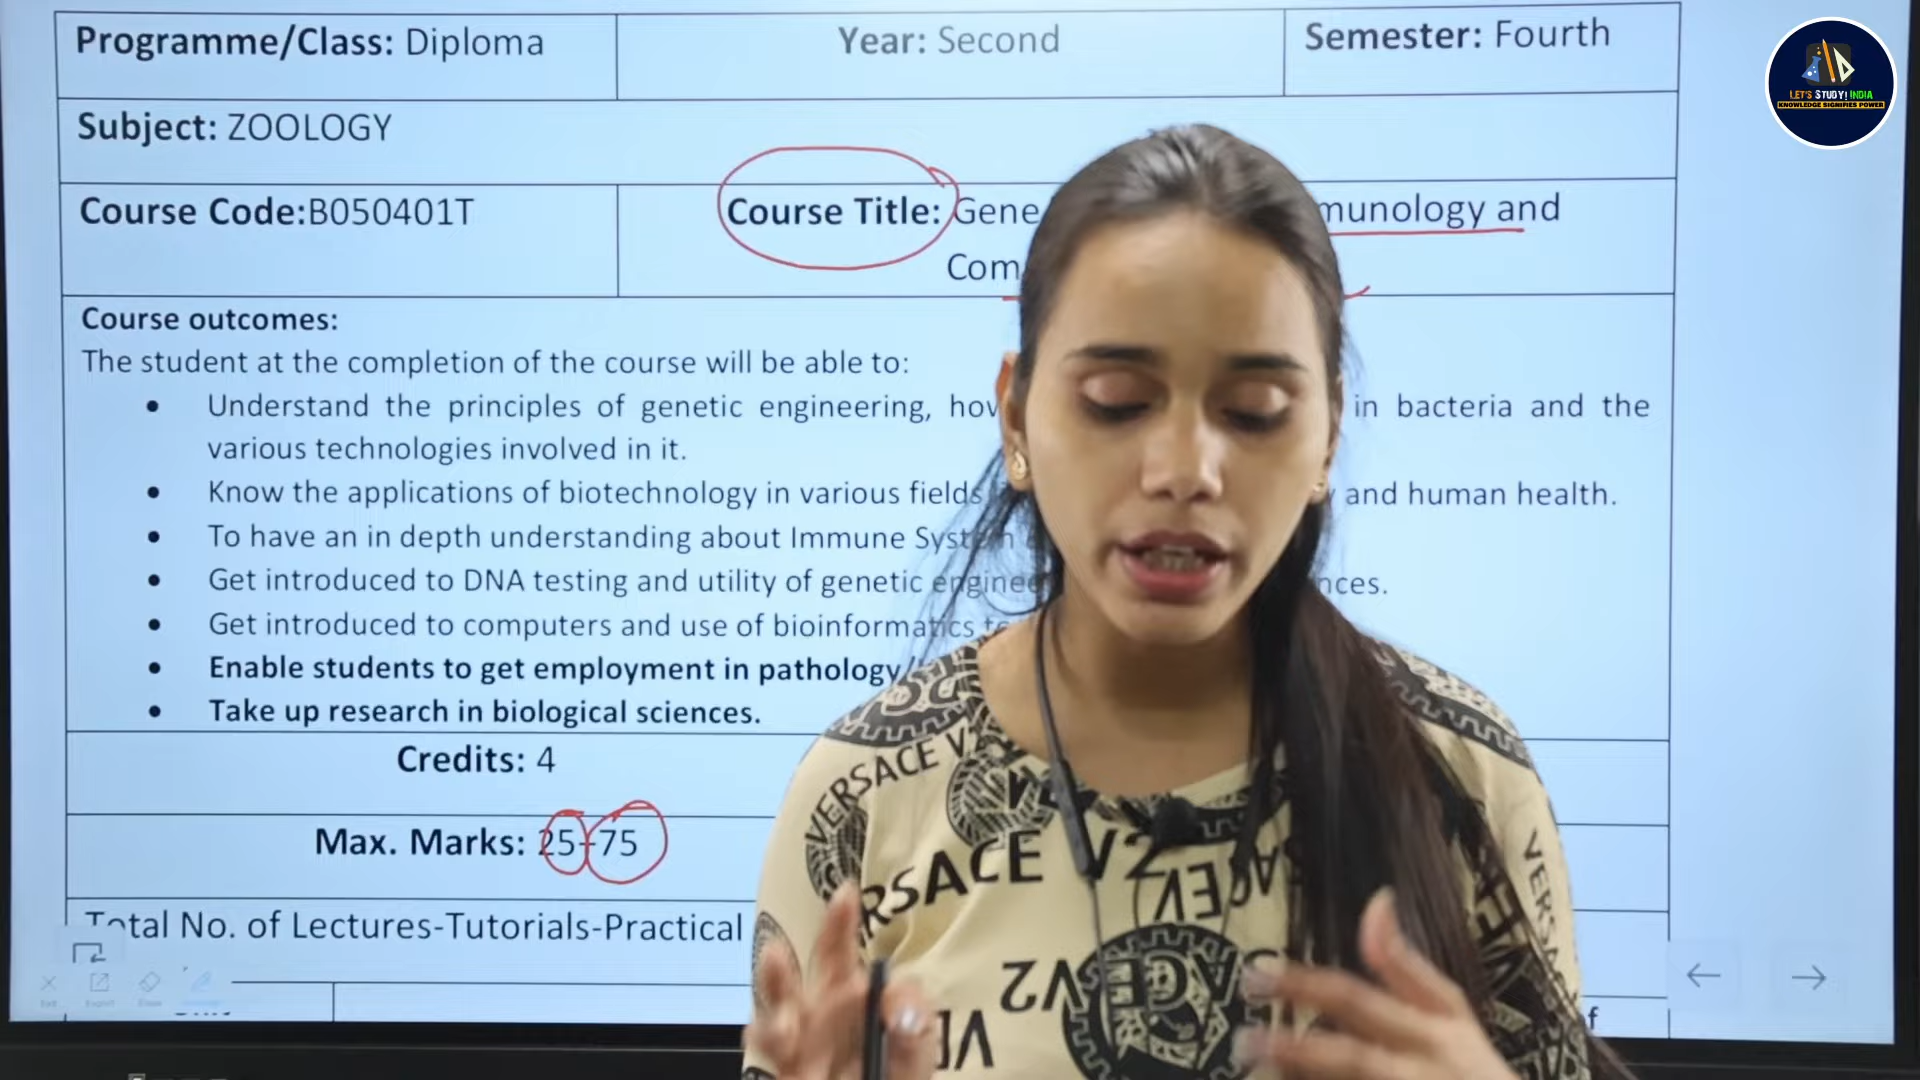 Programme/Class: Diploma
Year: Second
Semester: Fourth
LET'S STUDY! INDIA
KNOWLEDGE SIGNIFIES POWER
Subject: ZOOLOGY
Course Code:B050401T
Course Title: Gene munology and
Com
Course outcomes:
The student at the completion of the course will be able to:
• Understand the principles of genetic engineering, how in bacteria and the
various technologies involved in it.
• Know the applications of biotechnology in various fields and human health.
• To have an in depth understanding about Immune System
• Get introduced to DNA testing and utility of genetic enginee nces.
• Get introduced to computers and use of bioinformatics
• Enable students to get employment in pathology/
• Take up research in biological sciences.
Credits: 4
Max. Marks: 25+75
Total No. of Lectures-Tutorials-Practical
VERSACE V2
VERSACE V2